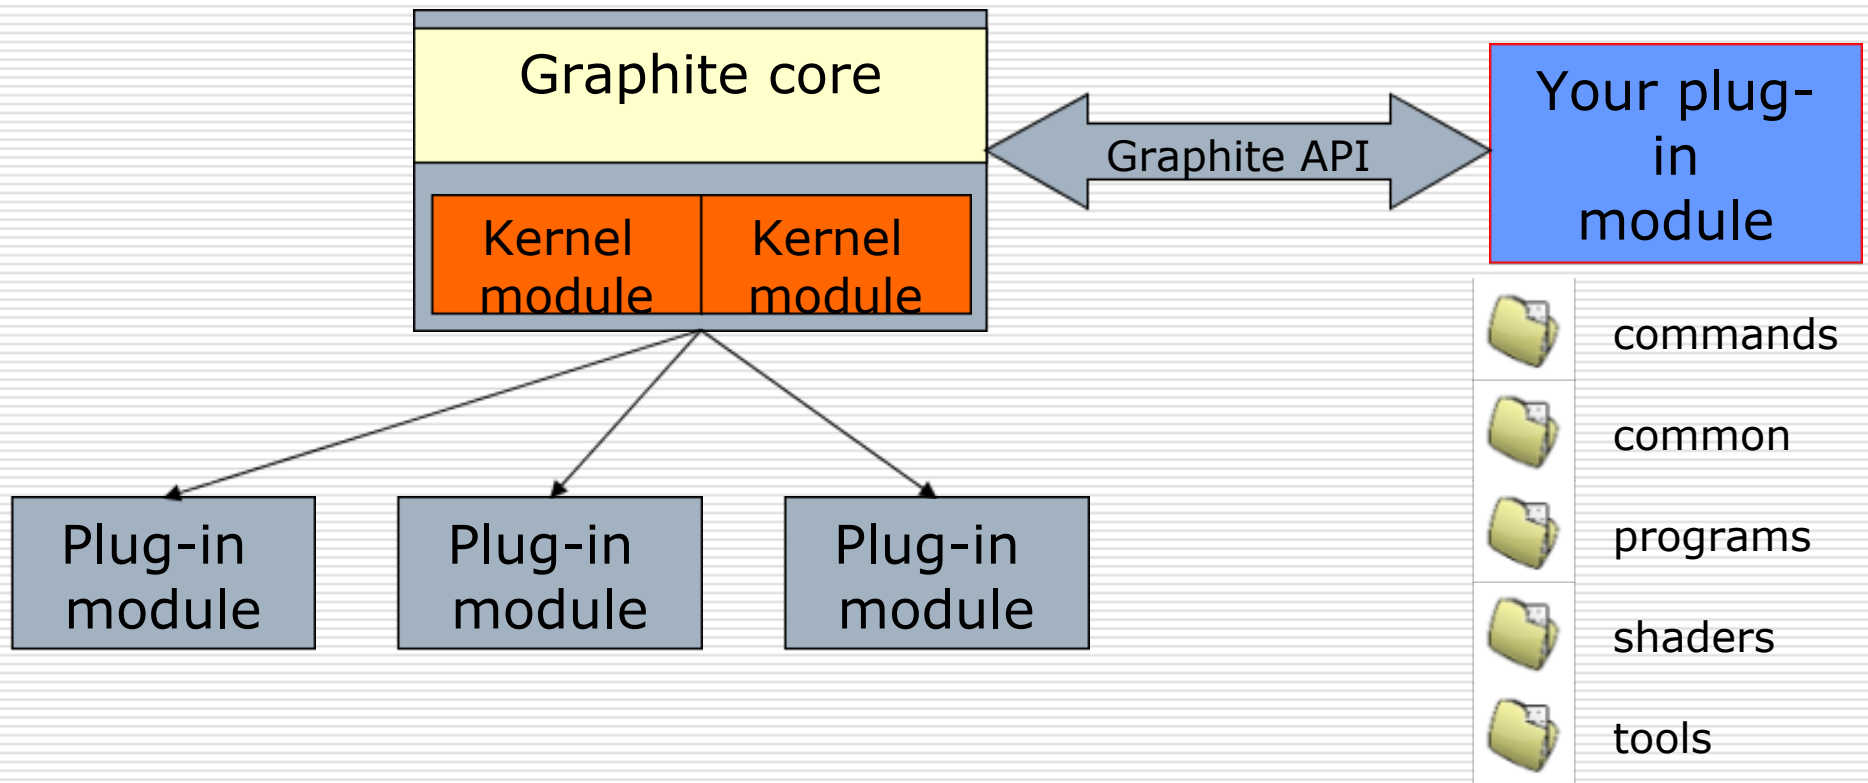 Graphite core
Kernel
module
Kernel
module
Graphite API
Your plug-
in
module
Plug-in
module
Plug-in
module
Plug-in
module
commands
common
programs
shaders
tools